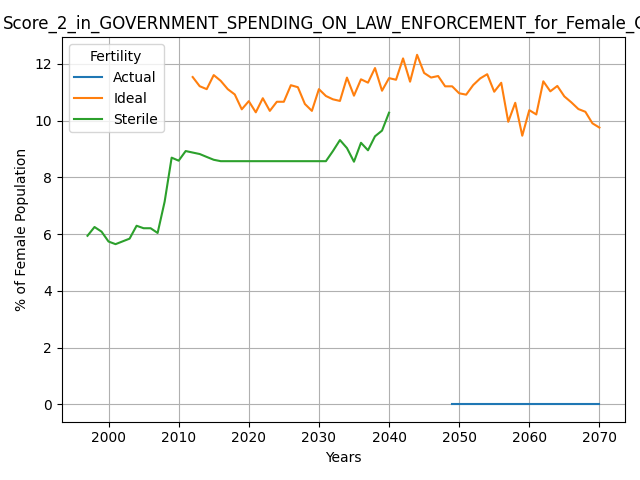 Score_2_in_GOVERNMENT_SPENDING_ON_LAW_ENFORCEMENT_for_Female_
Fertility
Actual
Ideal
Sterile
% of Female Population
12
10
8
6
4
2
0
2000 2010 2020 2030 2040 2050 2060 2070
Years